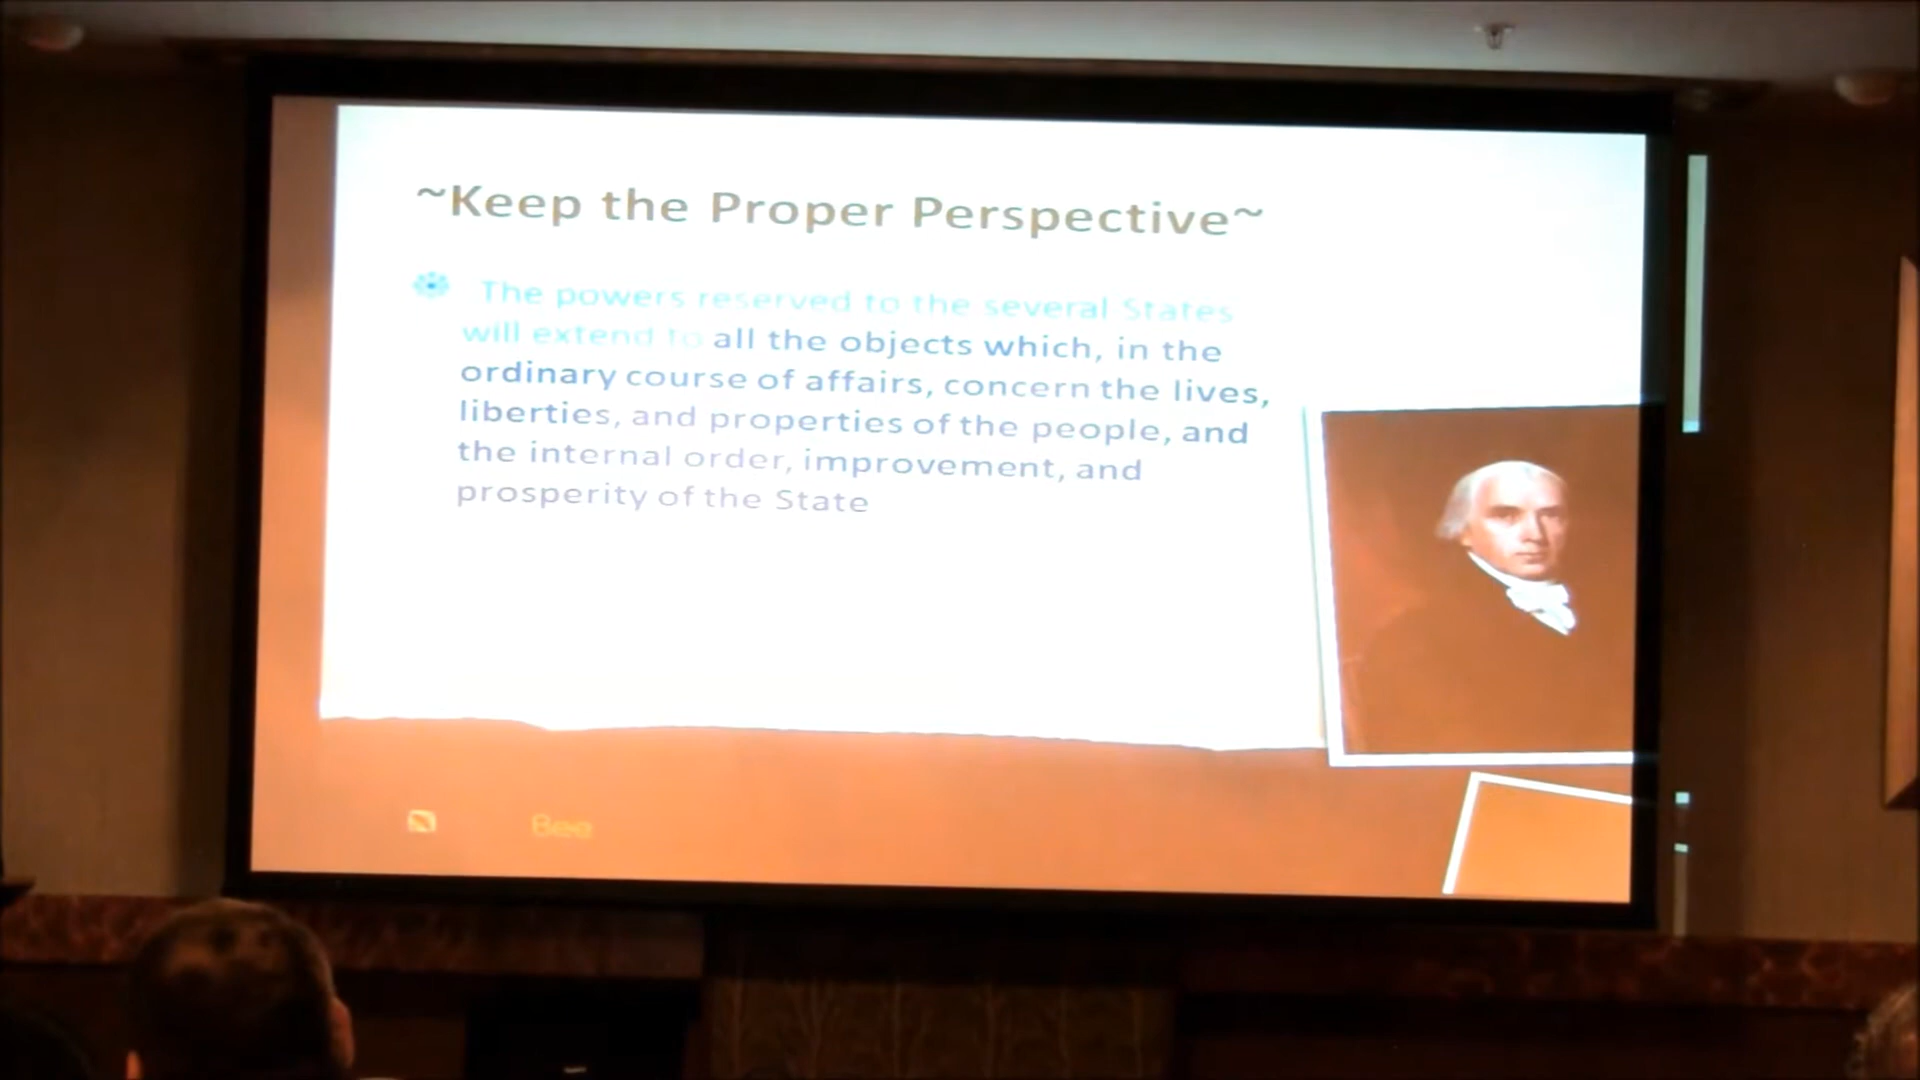 ~Keep the Proper Perspective~
The powers reserved to the several States
will extend to all the objects which, in the
ordinary course of affairs, concern the lives,
liberties, and properties of the people, and
the internal order, improvement, and
prosperity of the State
Bee